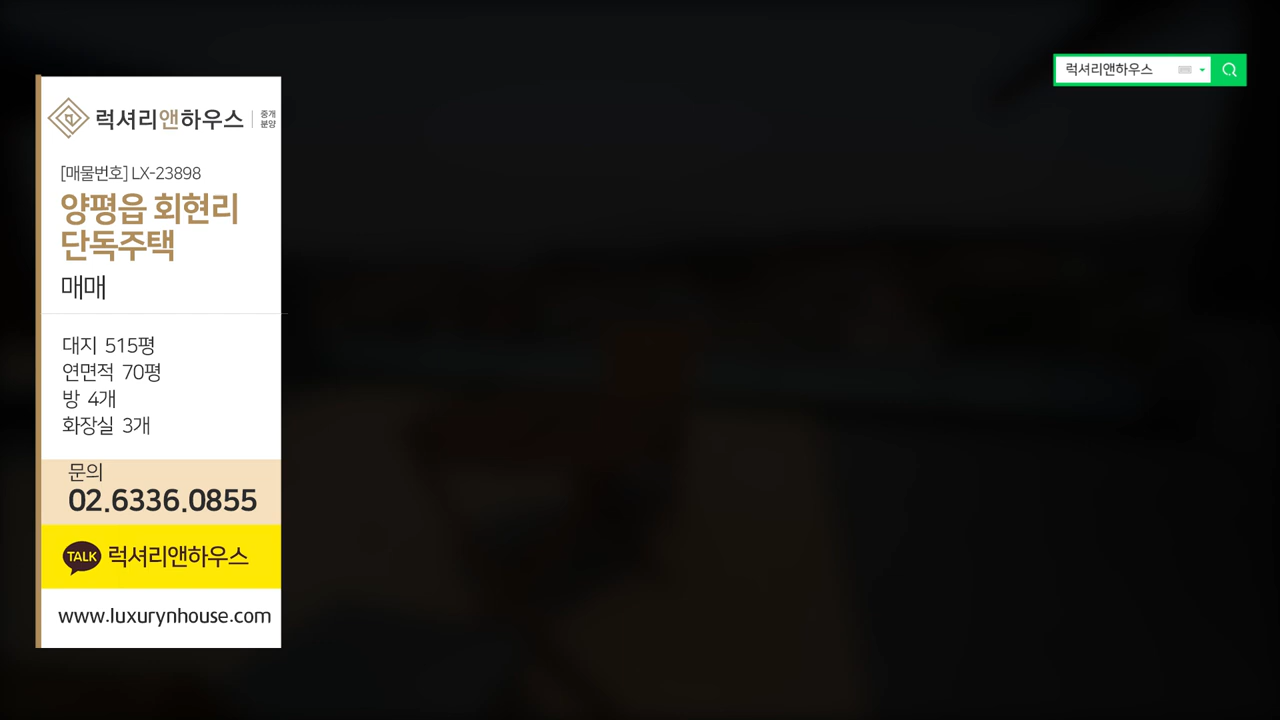 럭셔리앤하우스
럭셔리앤하우스 중개 분양
[매물번호] LX-23898
양평읍 회현리
단독주택
매매
대지 515평
연면적 70평
방 4개
화장실 3개
문의
02.6336.0855
TALK 럭셔리앤하우스
www.luxurynhouse.com